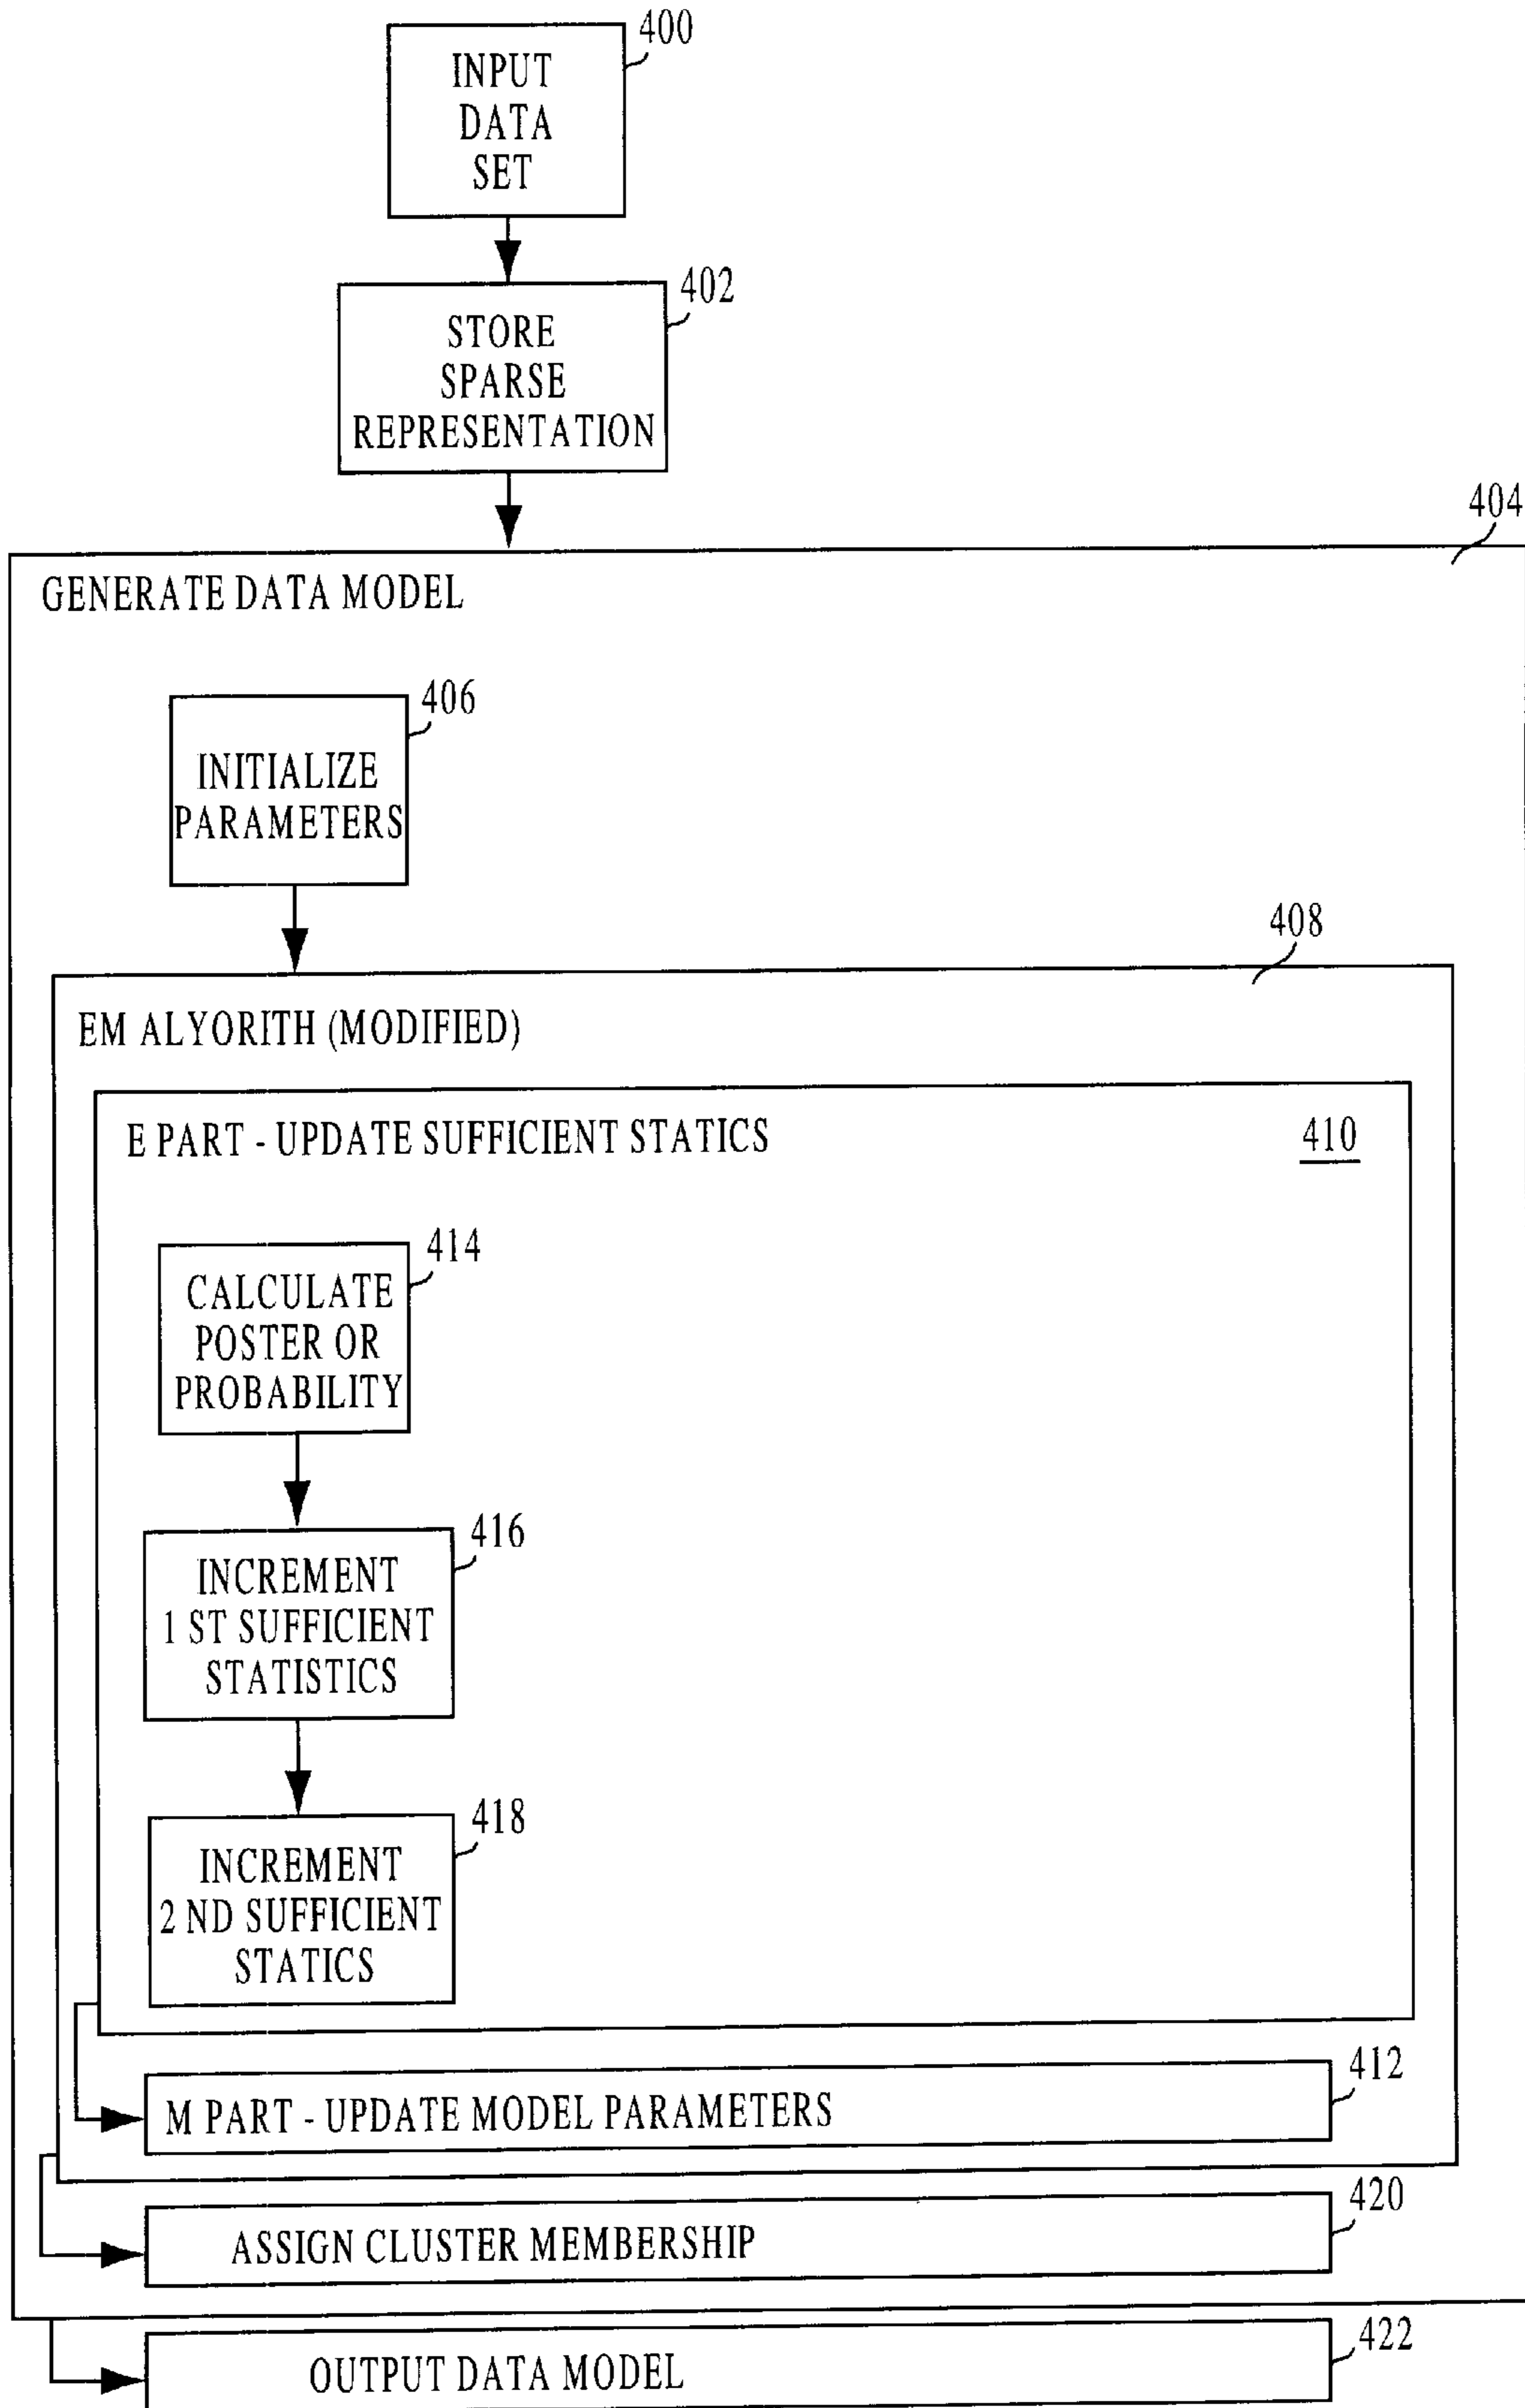 400
INPUT
DATA
SET
402
STORE
SPARSE
REPRESENTATION
404
GENERATE DATA MODEL
406
INITIALIZE
PARAMETERS
408
EM ALYORITH (MODIFIED)
E PART - UPDATE SUFFICIENT STATICS
410
414
CALCULATE
POSTER OR
PROBABILITY
416
INCREMENT
1 ST SUFFICIENT
STATISTICS
418
INCREMENT
2 ND SUFFICIENT
STATICS
412
M PART - UPDATE MODEL PARAMETERS
420
ASSIGN CLUSTER MEMBERSHIP
422
OUTPUT DATA MODEL